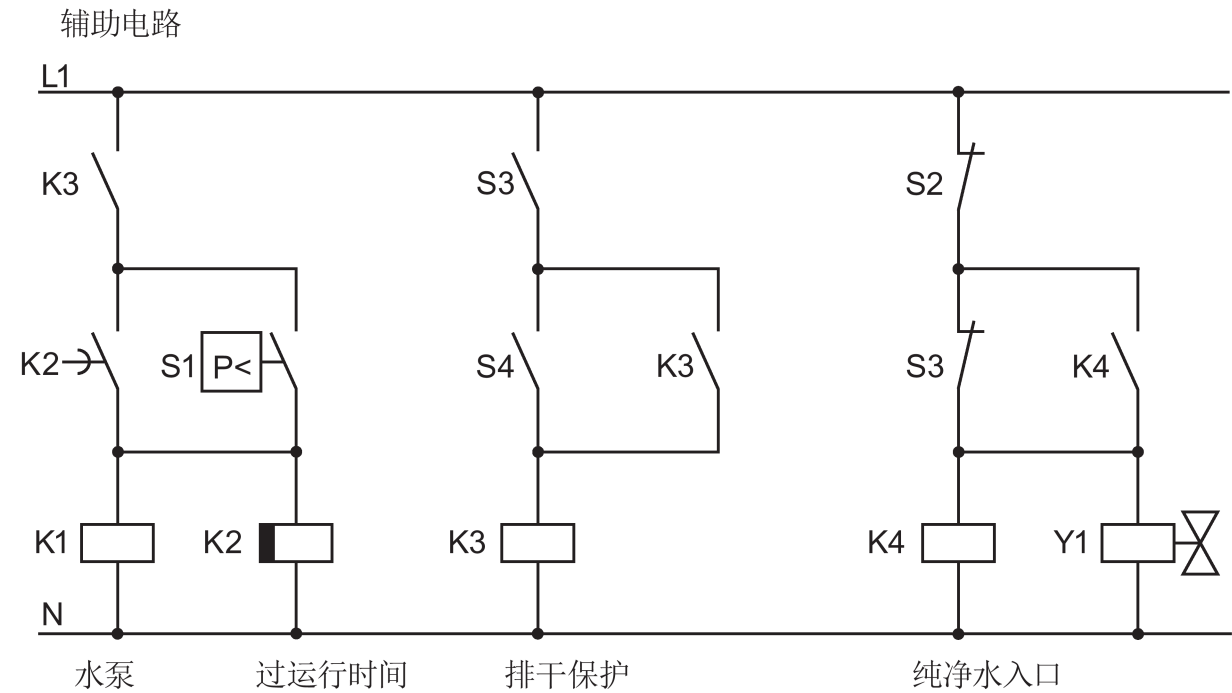 辅助电路
L1
K3
S3
S2
K2
S1
P<
S4
K3
S3
K4
K1
K2
K3
K4
Y1
N
水泵
过运行时间
排干保护
纯净水入口